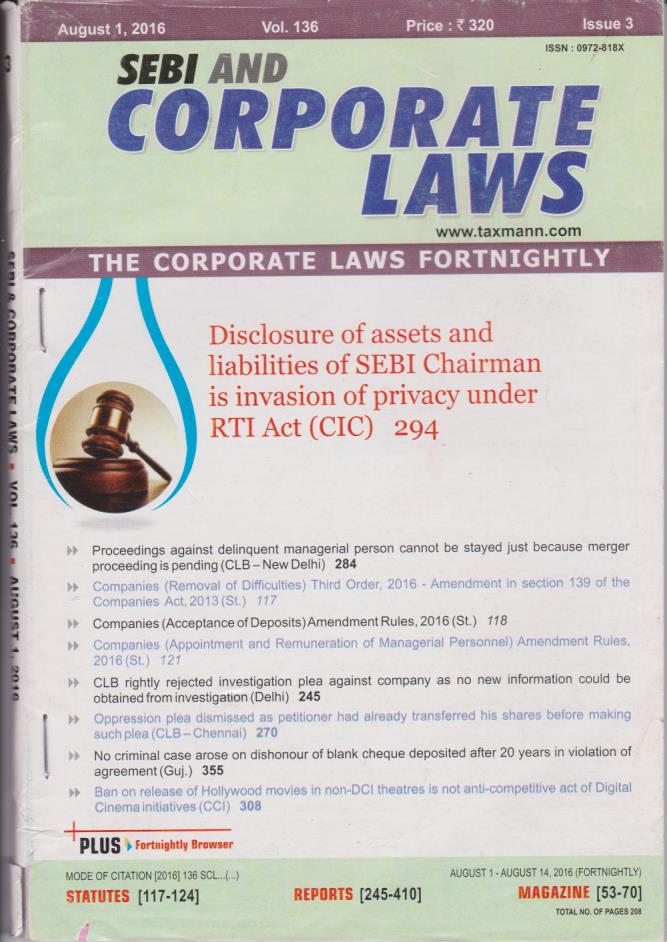 August 1, 2016 Vol. 136 Price : ₹ 320 Issue 3
ISSN : 0972-818X
SEBI AND
CORPORATE
LAWS
www.taxmann.com
THE CORPORATE LAWS FORTNIGHTLY
Disclosure of assets and
liabilities of SEBI Chairman
is invasion of privacy under
RTI Act (CIC) 294
Proceedings against delinquent managerial person cannot be stayed just because merger
proceeding is pending (CLB – New Delhi) 284
Companies (Removal of Difficulties) Third Order, 2016 - Amendment in section 139 of the
Companies Act, 2013 (St.) 117
Companies (Acceptance of Deposits) Amendment Rules, 2016 (St.) 118
Companies (Appointment and Remuneration of Managerial Personnel) Amendment Rules,
2016 (St.) 121
CLB rightly rejected investigation plea against company as no new information could be
obtained from investigation (Delhi) 245
Oppression plea dismissed as petitioner had already transferred his shares before making
such plea (CLB – Chennai) 270
No criminal case arose on dishonour of blank cheque deposited after 20 years in violation of
agreement (Guj.) 355
Ban on release of Hollywood movies in non-DCI theatres is not anti-competitive act of Digital
Cinema initiatives (CCI) 308
PLUS Fortnightly Browser
MODE OF CITATION [2016] 136 SCL...(...) AUGUST 1 - AUGUST 14, 2016 (FORTNIGHTLY)
STATUTES [117-124] REPORTS [245-410] MAGAZINE [53-70]
TOTAL NO. OF PAGES 208
SEBI & CORPORATE LAWS ▪ VOL. 136 ▪ AUGUST 1, 2016